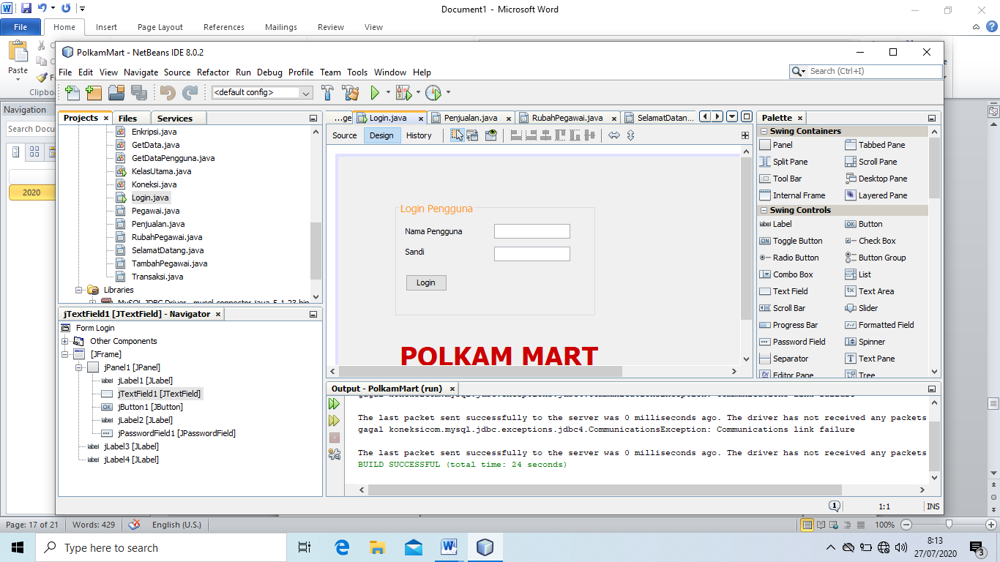 Document1 - Microsoft Word
File Home Insert Page Layout References Mailings Review View
Paste
Navigation
2020
PolkamMart - NetBeans IDE 8.0.2
File Edit View Navigate Source Refactor Run Debug Profile Team Tools Window Help
Search (Ctrl+I)
<default config>
Projects Files Services
Enkripsi.java
GetData.java
GetDataPengguna.java
KelasUtama.java
Koneksi.java
Login.java
Pegawai.java
Penjualan.java
RubahPegawai.java
SelamatDatang.java
TambahPegawai.java
Transaksi.java
Libraries
MySQL JDBC Driver - mysql-connector-java-5.1.23-bin
jTextField1 [JTextField] - Navigator
Form Login
Other Components
[JFrame]
jPanel1 [JPanel]
jLabel1 [JLabel]
jTextField1 [JTextField]
jButton1 [JButton]
jLabel2 [JLabel]
jPasswordField1 [JPasswordField]
jLabel3 [JLabel]
jLabel4 [JLabel]
...ge Login.java Penjualan.java RubahPegawai.java SelamatDatan...
Source Design History
Login Pengguna
Nama Pengguna
Sandi
Login
POLKAM MART
Palette
Swing Containers
Panel Tabbed Pane
Split Pane Scroll Pane
Tool Bar Desktop Pane
Internal Frame Layered Pane
Swing Controls
label Label OK Button
ON Toggle Button Check Box
Radio Button Button Group
Combo Box List
Text Field Text Area
Scroll Bar Slider
Progress Bar Formatted Field
Password Field Spinner
Separator Text Pane
Editor Pane Tree
Output - PolkamMart (run)
The last packet sent successfully to the server was 0 milliseconds ago. The driver has not received any packets
gagal koneksicom.mysql.jdbc.exceptions.jdbc4.CommunicationsException: Communications link failure
The last packet sent successfully to the server was 0 milliseconds ago. The driver has not received any packets
BUILD SUCCESSFUL (total time: 24 seconds)
1 1:1 INS
Page: 17 of 21 Words: 429 English (U.S.) 100%
Type here to search
8:13
27/07/2020
3